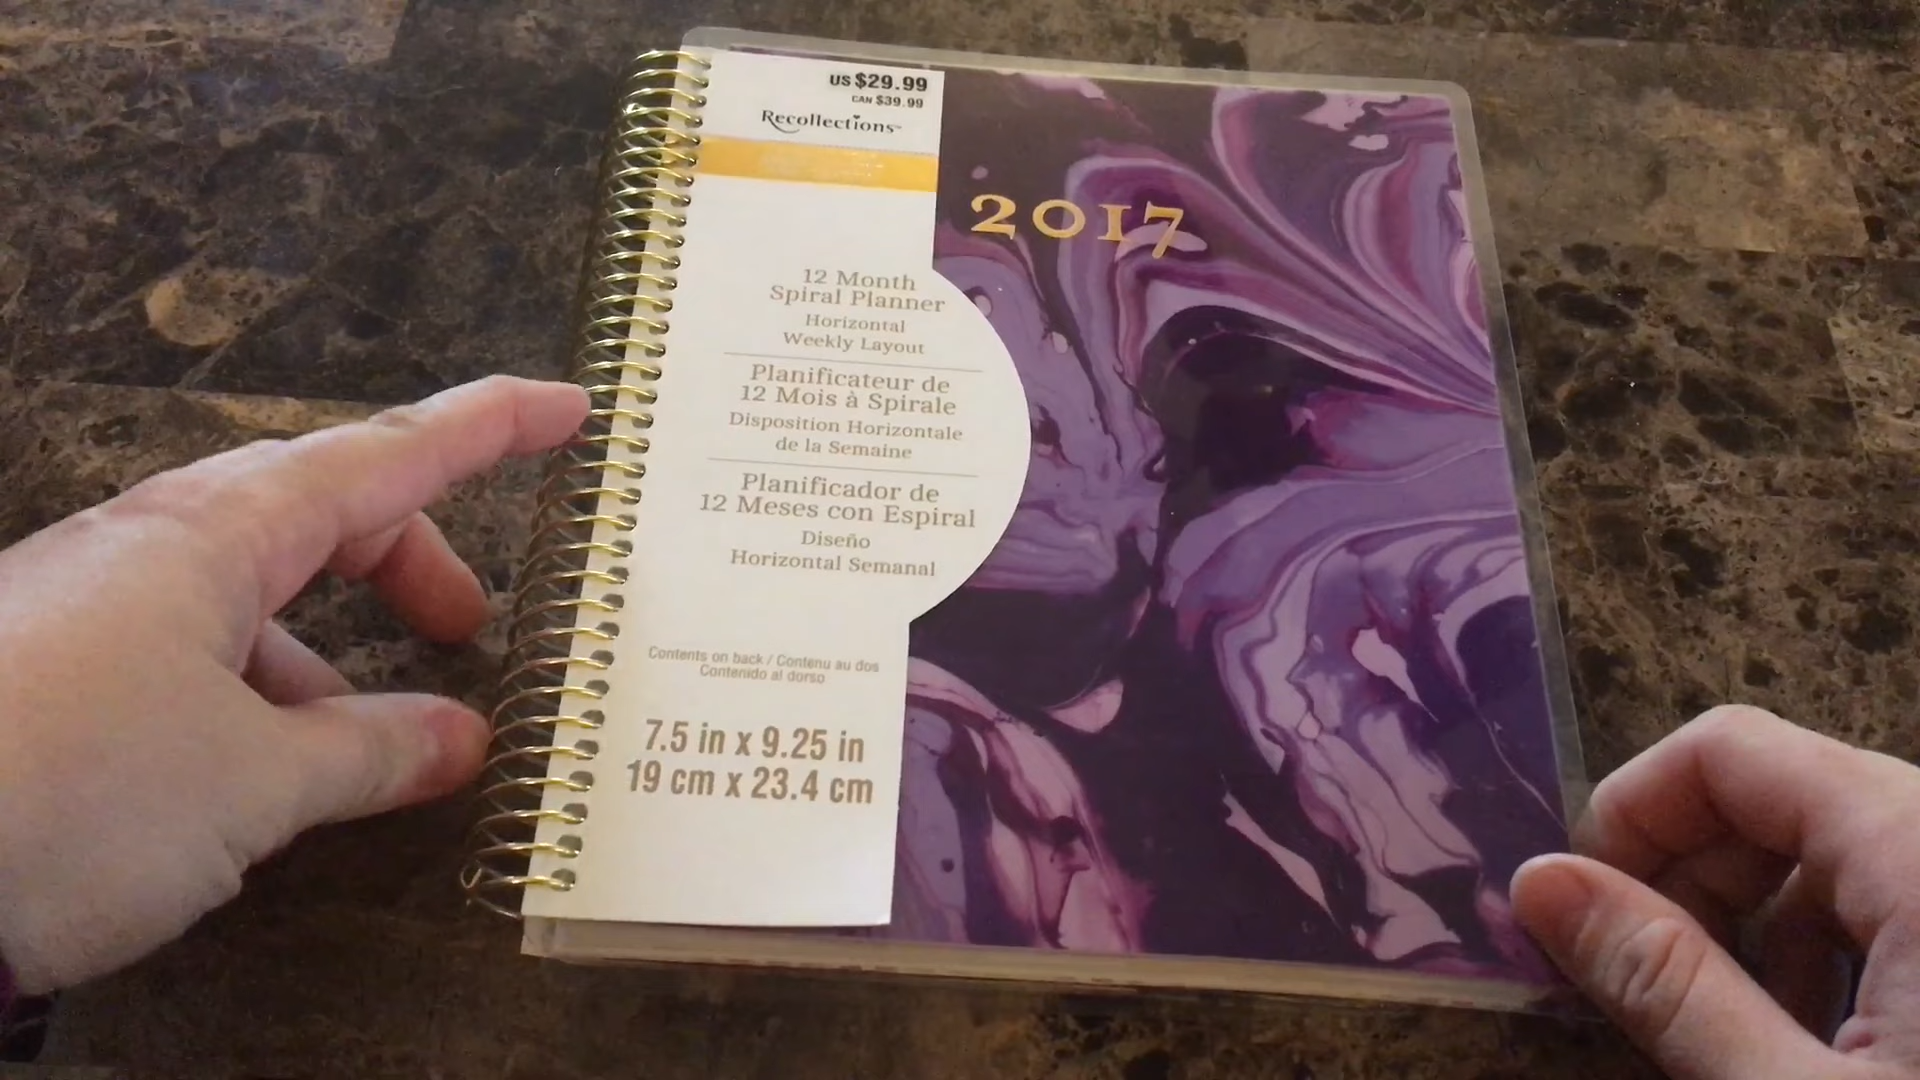 US $29.99
CAN $39.99
Recollections™
2017
12 Month
Spiral Planner
Horizontal
Weekly Layout
Planificateur de
12 Mois à Spirale
Disposition Horizontale
de la Semaine
Planificador de
12 Meses con Espiral
Diseño
Horizontal Semanal
Contents on back / Contenu au dos
Contenido al dorso
7.5 in x 9.25 in
19 cm x 23.4 cm